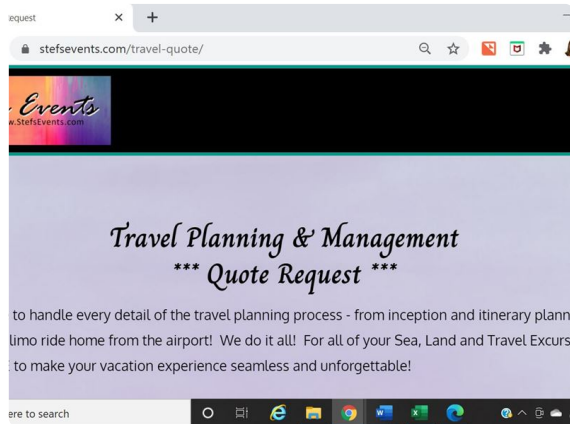 equest
stefsevents.com/travel-quote/
Events
w.StefsEvents.com
Travel Planning & Management
*** Quote Request ***
to handle every detail of the travel planning process - from inception and itinerary plann
limo ride home from the airport! We do it all! For all of your Sea, Land and Travel Excurs
to make your vacation experience seamless and unforgettable!
ere to search